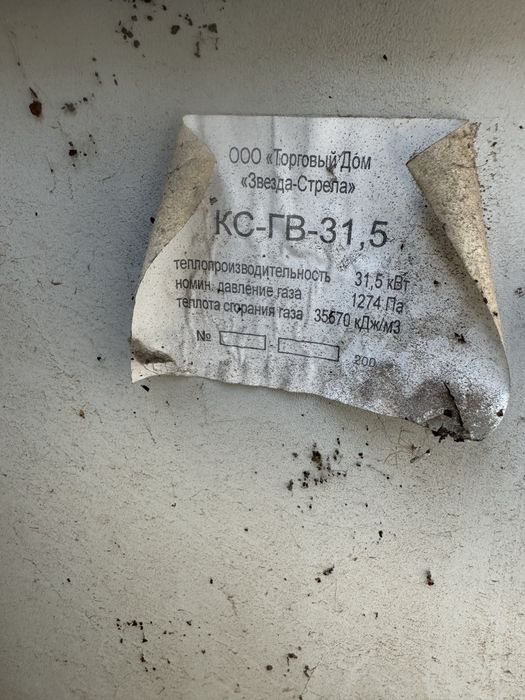 ООО «Торговый Дом
«Звезда-Стрела»
КС-ГВ-31,5
теплопроизводительность 31,5 кВт
номин. давление газа 1274 Па
теплота сгорания газа 35570 кДж/м3
№ - 200